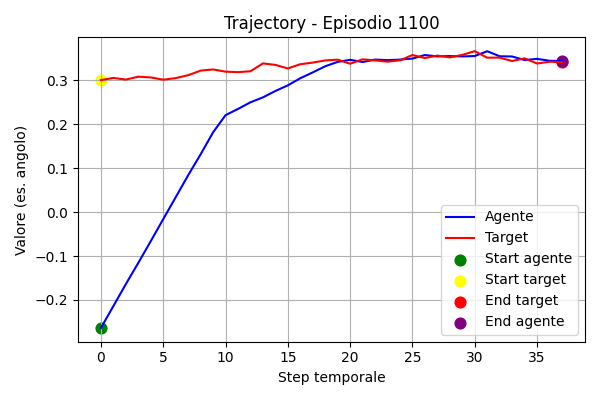 Trajectory - Episodio 1100
Valore (es. angolo)
0.3
0.2
0.1
0.0
−0.1
−0.2
0 5 10 15 20 25 30 35
Step temporale
Agente
Target
Start agente
Start target
End target
End agente